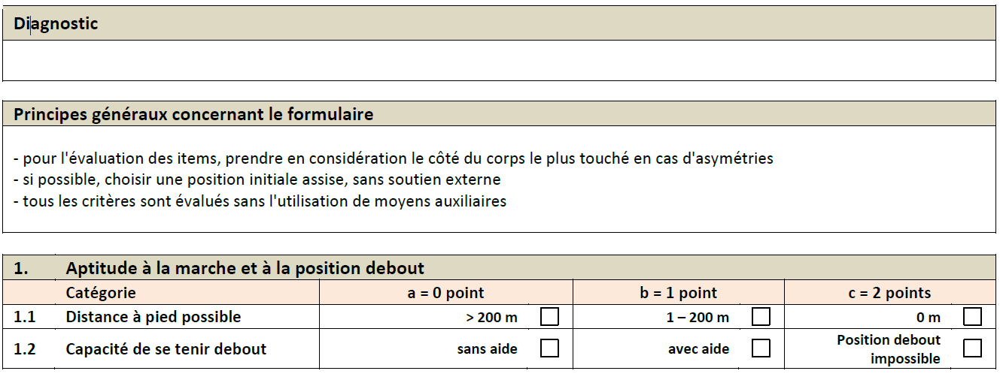 Diagnostic
Principes généraux concernant le formulaire
- pour l'évaluation des items, prendre en considération le côté du corps le plus touché en cas d'asymétries
- si possible, choisir une position initiale assise, sans soutien externe
- tous les critères sont évalués sans l'utilisation de moyens auxiliaires
1. Aptitude à la marche et à la position debout
Catégorie a = 0 point b = 1 point c = 2 points
1.1 Distance à pied possible > 200 m 1 – 200 m 0 m
1.2 Capacité de se tenir debout sans aide avec aide Position debout
impossible